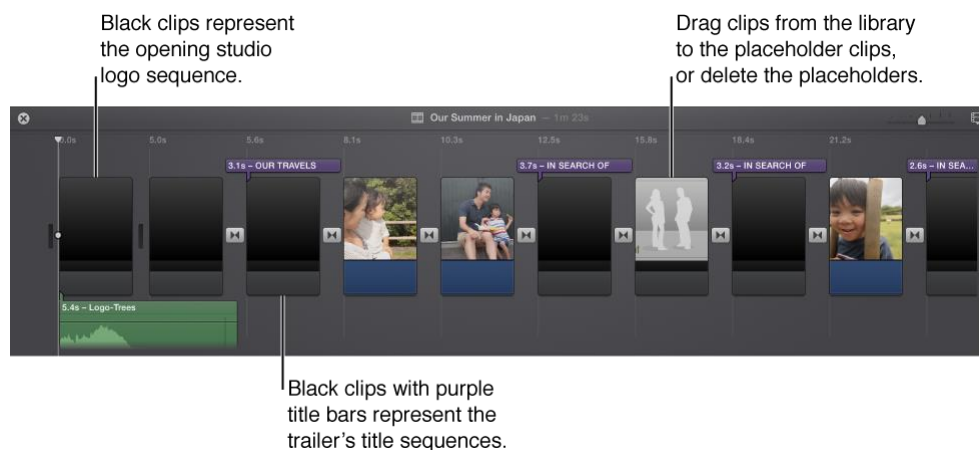 Black clips represent
the opening studio
logo sequence.
Drag clips from the library
to the placeholder clips,
or delete the placeholders.
Our Summer in Japan – 1m 23s
0.0s 5.0s 5.6s 8.1s 10.3s 12.5s 15.8s 18.4s 21.2s
3.1s – OUR TRAVELS
3.7s – IN SEARCH OF
3.2s – IN SEARCH OF
2.6s – IN SEA...
5.4s – Logo-Trees
Black clips with purple
title bars represent the
trailer's title sequences.